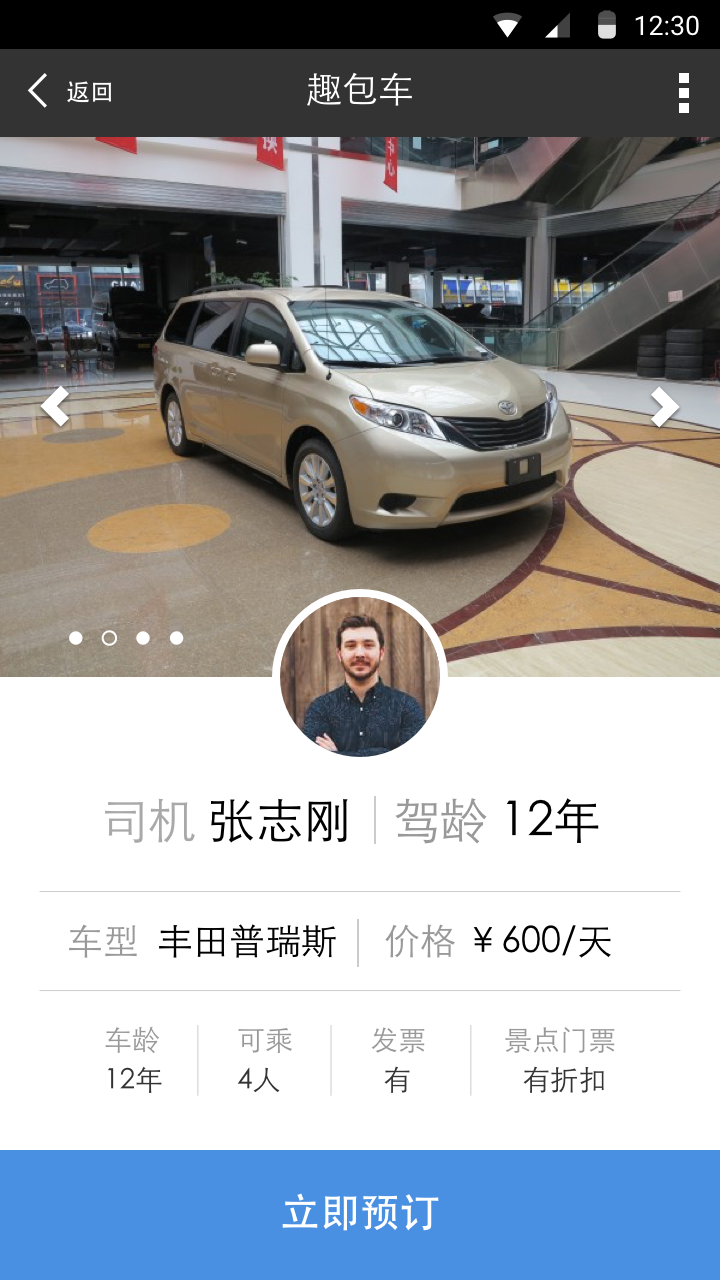 12:30
返回
趣包车
司机 张志刚 驾龄 12年
车型 丰田普瑞斯 价格 ¥ 600/天
车龄 可乘 发票 景点门票
12年 4人 有 有折扣
立即预订